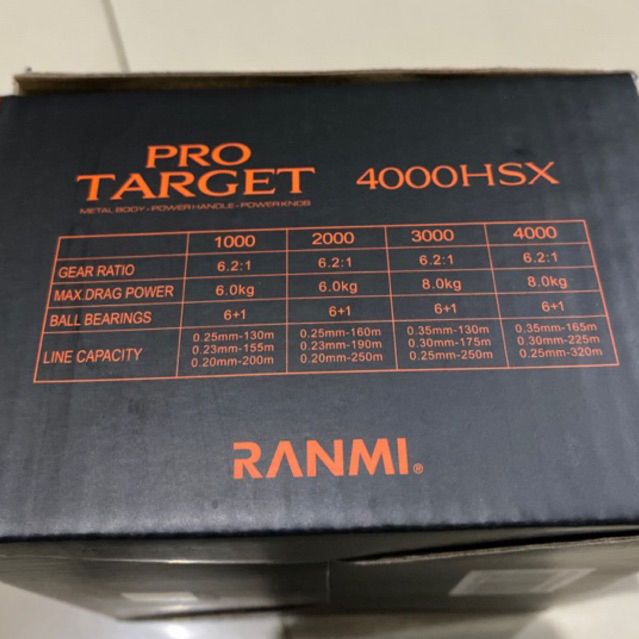 PRO
TARGET 4000HSX
METAL BODY-POWER HANDLE-POWER KNOB
1000 2000 3000 4000
GEAR RATIO 6.2:1 6.2:1 6.2:1 6.2:1
MAX.DRAG POWER 6.0kg 6.0kg 8.0kg 8.0kg
BALL BEARINGS 6+1 6+1 6+1 6+1
LINE CAPACITY 0.25mm-130m 0.25mm-160m 0.35mm-130m 0.35mm-165m
0.23mm-155m 0.23mm-190m 0.30mm-175m 0.30mm-225m
0.20mm-200m 0.20mm-250m 0.25mm-250m 0.25mm-320m
RANMI®